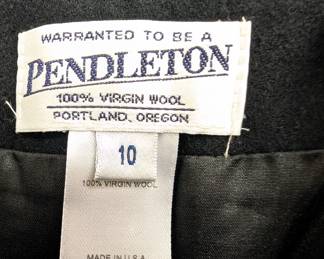 WARRANTED TO BE A
PENDLETON
100% VIRGIN WOOL
PORTLAND, OREGON
10
100% VIRGIN WOOL
MADE IN U.S.A.